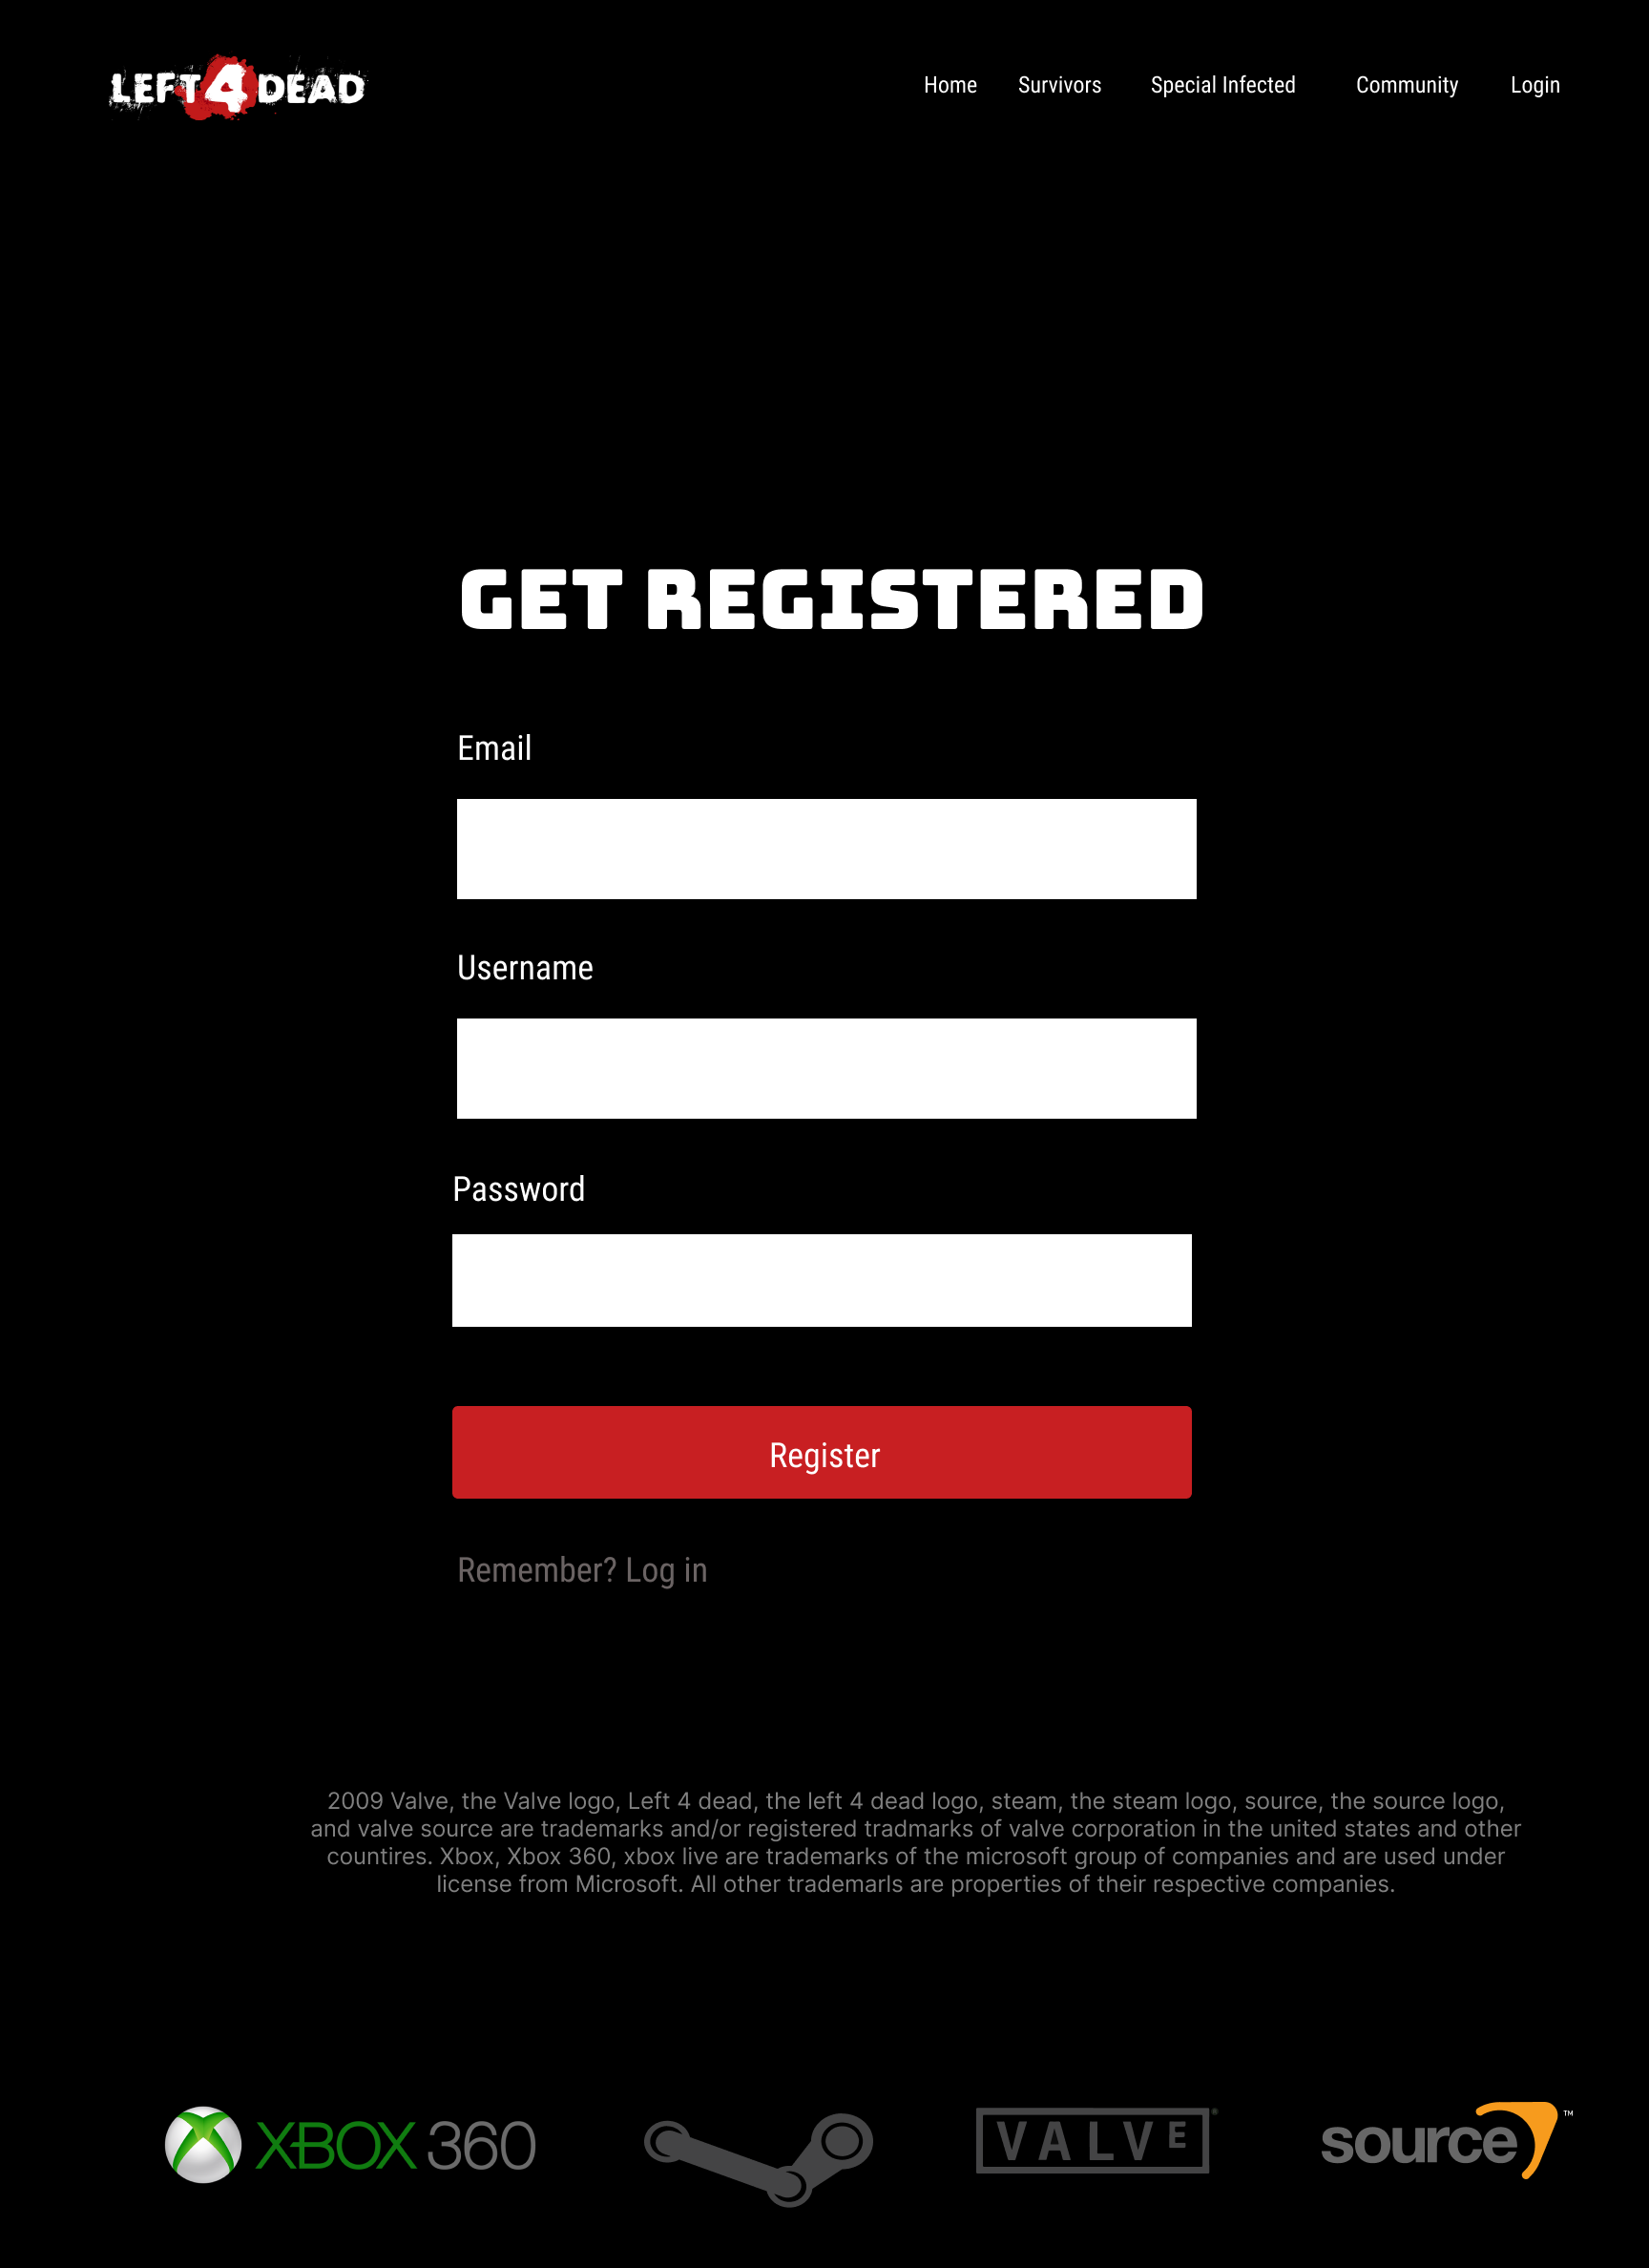 LEFT 4 DEAD
Home Survivors Special Infected Community Login
GET REGISTERED
Email
Username
Password
Register
Remember? Log in
2009 Valve, the Valve logo, Left 4 dead, the left 4 dead logo, steam, the steam logo, source, the source logo,
and valve source are trademarks and/or registered tradmarks of valve corporation in the united states and other
countires. Xbox, Xbox 360, xbox live are trademarks of the microsoft group of companies and are used under
license from Microsoft. All other trademarls are properties of their respective companies.
XBOX 360 VALVE® source™